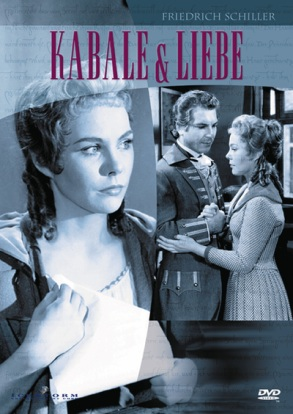 FRIEDRICH SCHILLER
KABALE & LIEBE
DVD